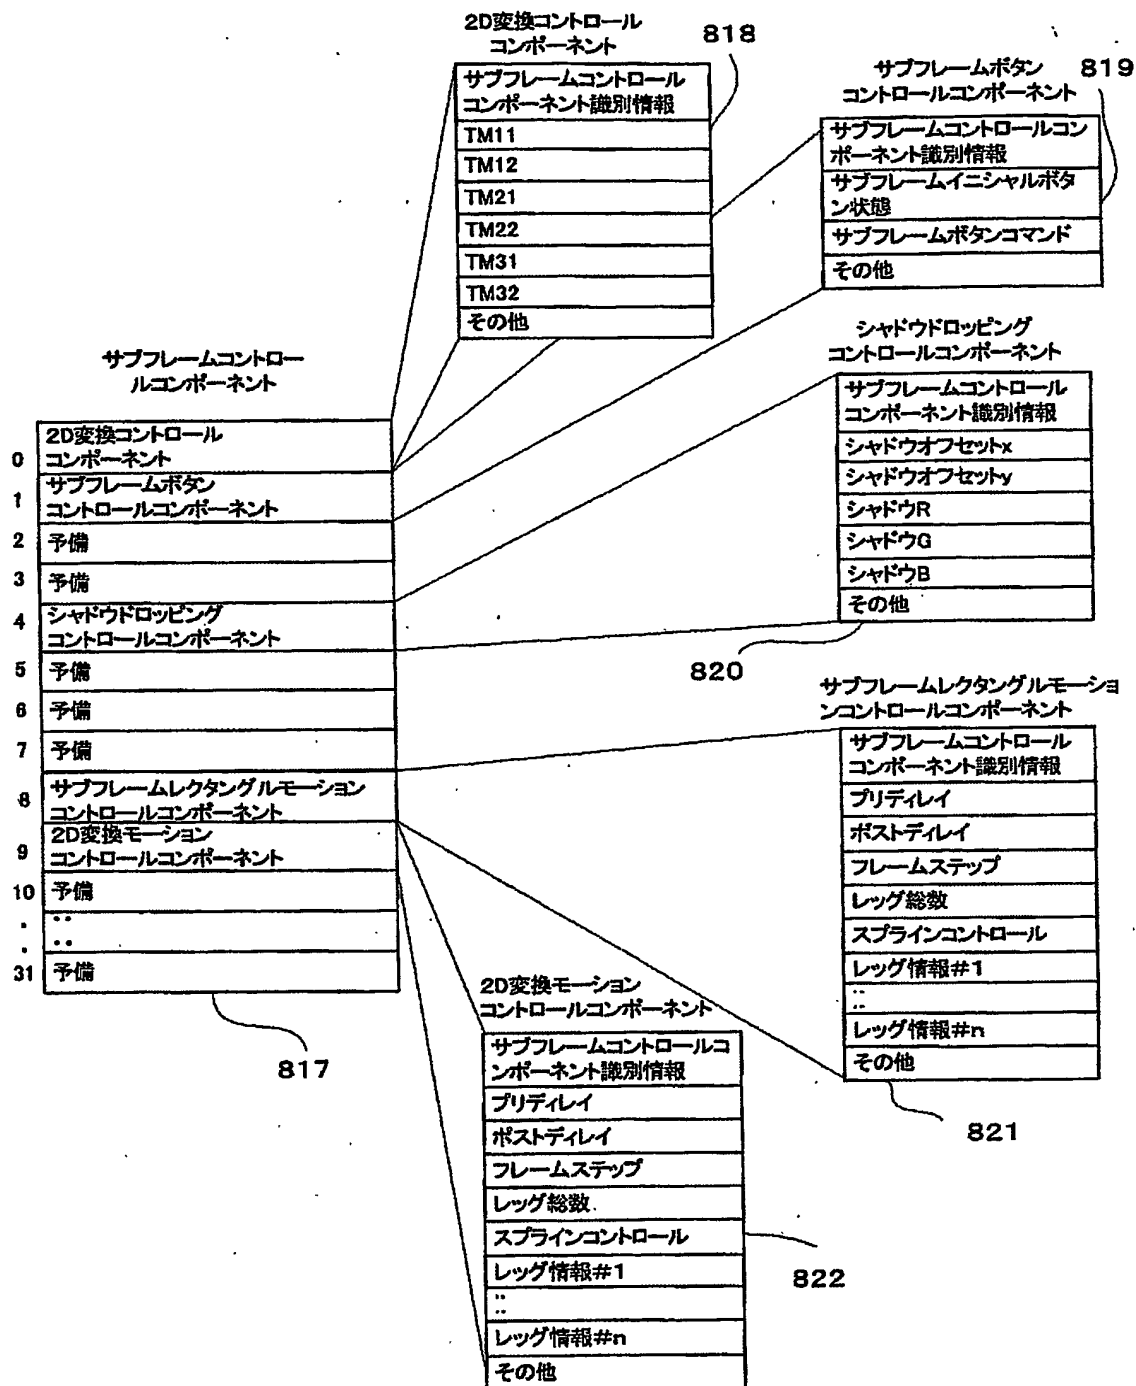 2D変換コントロール
コンポーネント
818
サブフレームコントロール
コンポーネント識別情報
TM11
TM12
TM21
TM22
TM31
TM32
その他
サブフレームボタン
コントロールコンポーネント
819
サブフレームコントロールコン
ポーネント識別情報
サブフレームイニシャルボタ
ン状態
サブフレームボタンコマンド
その他
シャドウドロッピング
コントロールコンポーネント
サブフレームコントロール
コンポーネント識別情報
シャドウオフセットx
シャドウオフセットy
シャドウR
シャドウG
シャドウB
その他
820
サブフレームコントロー
ルコンポーネント
0
2D変換コントロール
コンポーネント
1
サブフレームボタン
コントロールコンポーネント
2
予備
3
予備
4
シャドウドロッピング
コントロールコンポーネント
5
予備
6
予備
7
予備
8
サブフレームレクタングルモーション
コントロールコンポーネント
9
2D変換モーション
コントロールコンポーネント
10
予備
31
予備
817
サブフレームレクタングルモーショ
ンコントロールコンポーネント
サブフレームコントロール
コンポーネント識別情報
プリディレイ
ポストディレイ
フレームステップ
レッグ総数
スプラインコントロール
レッグ情報#1
レッグ情報#n
その他
821
2D変換モーション
コントロールコンポーネント
サブフレームコントロールコ
ンポーネント識別情報
プリディレイ
ポストディレイ
フレームステップ
レッグ総数
スプラインコントロール
レッグ情報#1
レッグ情報#n
その他
822